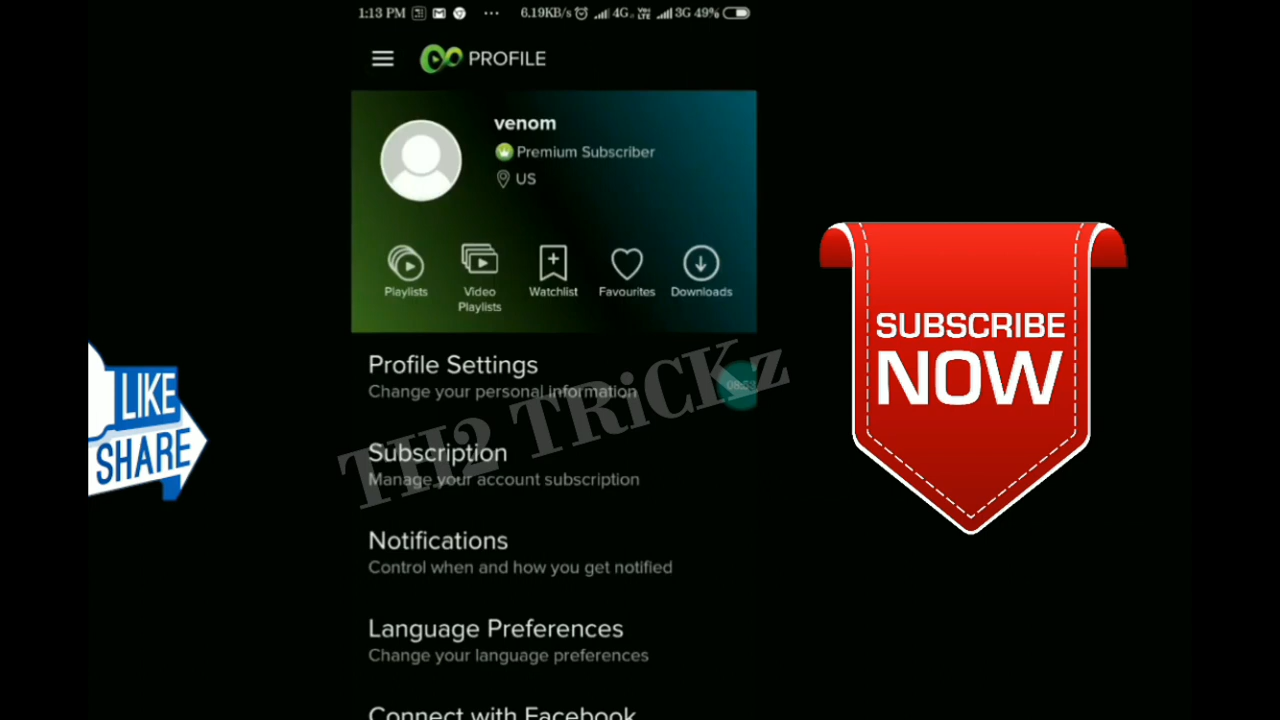 1:13 PM ... 6.19KB/s 4G 3G 49%
PROFILE
venom
Premium Subscriber
US
Playlists
Video Playlists
Watchlist
Favourites
Downloads
Profile Settings
Change your personal information
08:53
Subscription
Manage your account subscription
Notifications
Control when and how you get notified
Language Preferences
Change your language preferences
Connect with Facebook
TH2 TRiCKz
LIKE
SHARE
SUBSCRIBE
NOW